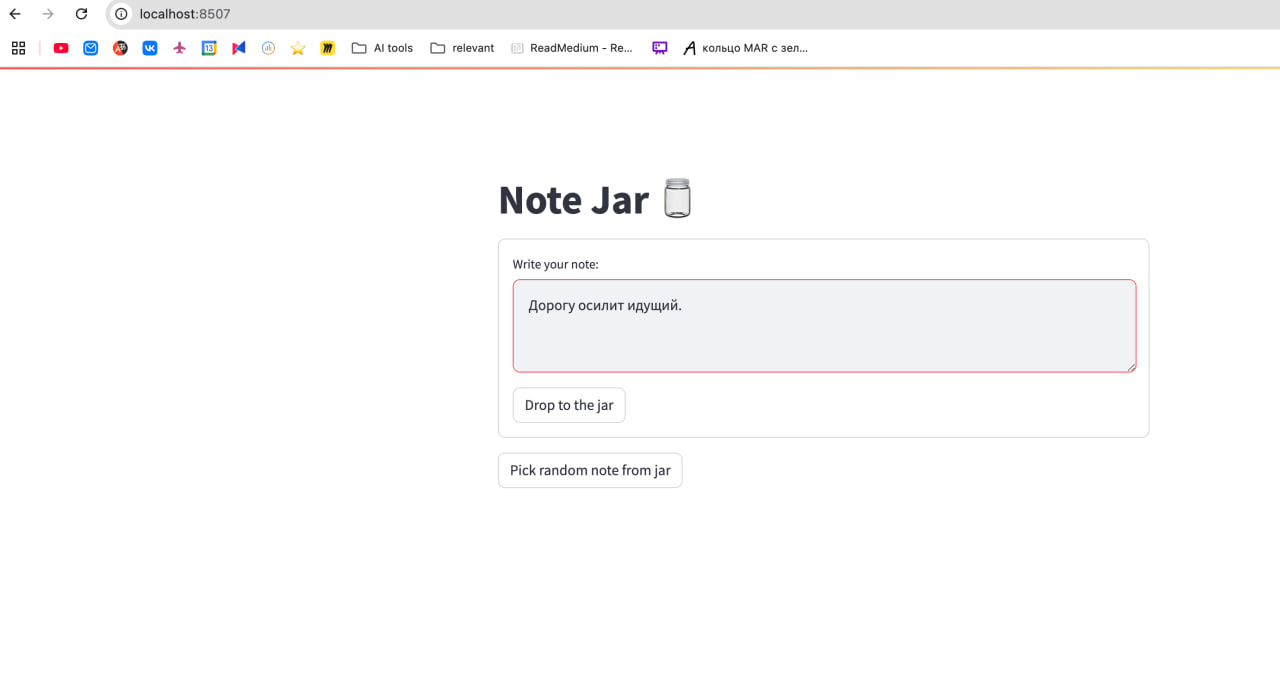 localhost:8507
AI tools
relevant
ReadMedium - Re...
кольцо MAR с зел...
Note Jar
Write your note:
Дорогу осилит идущий.
Drop to the jar
Pick random note from jar